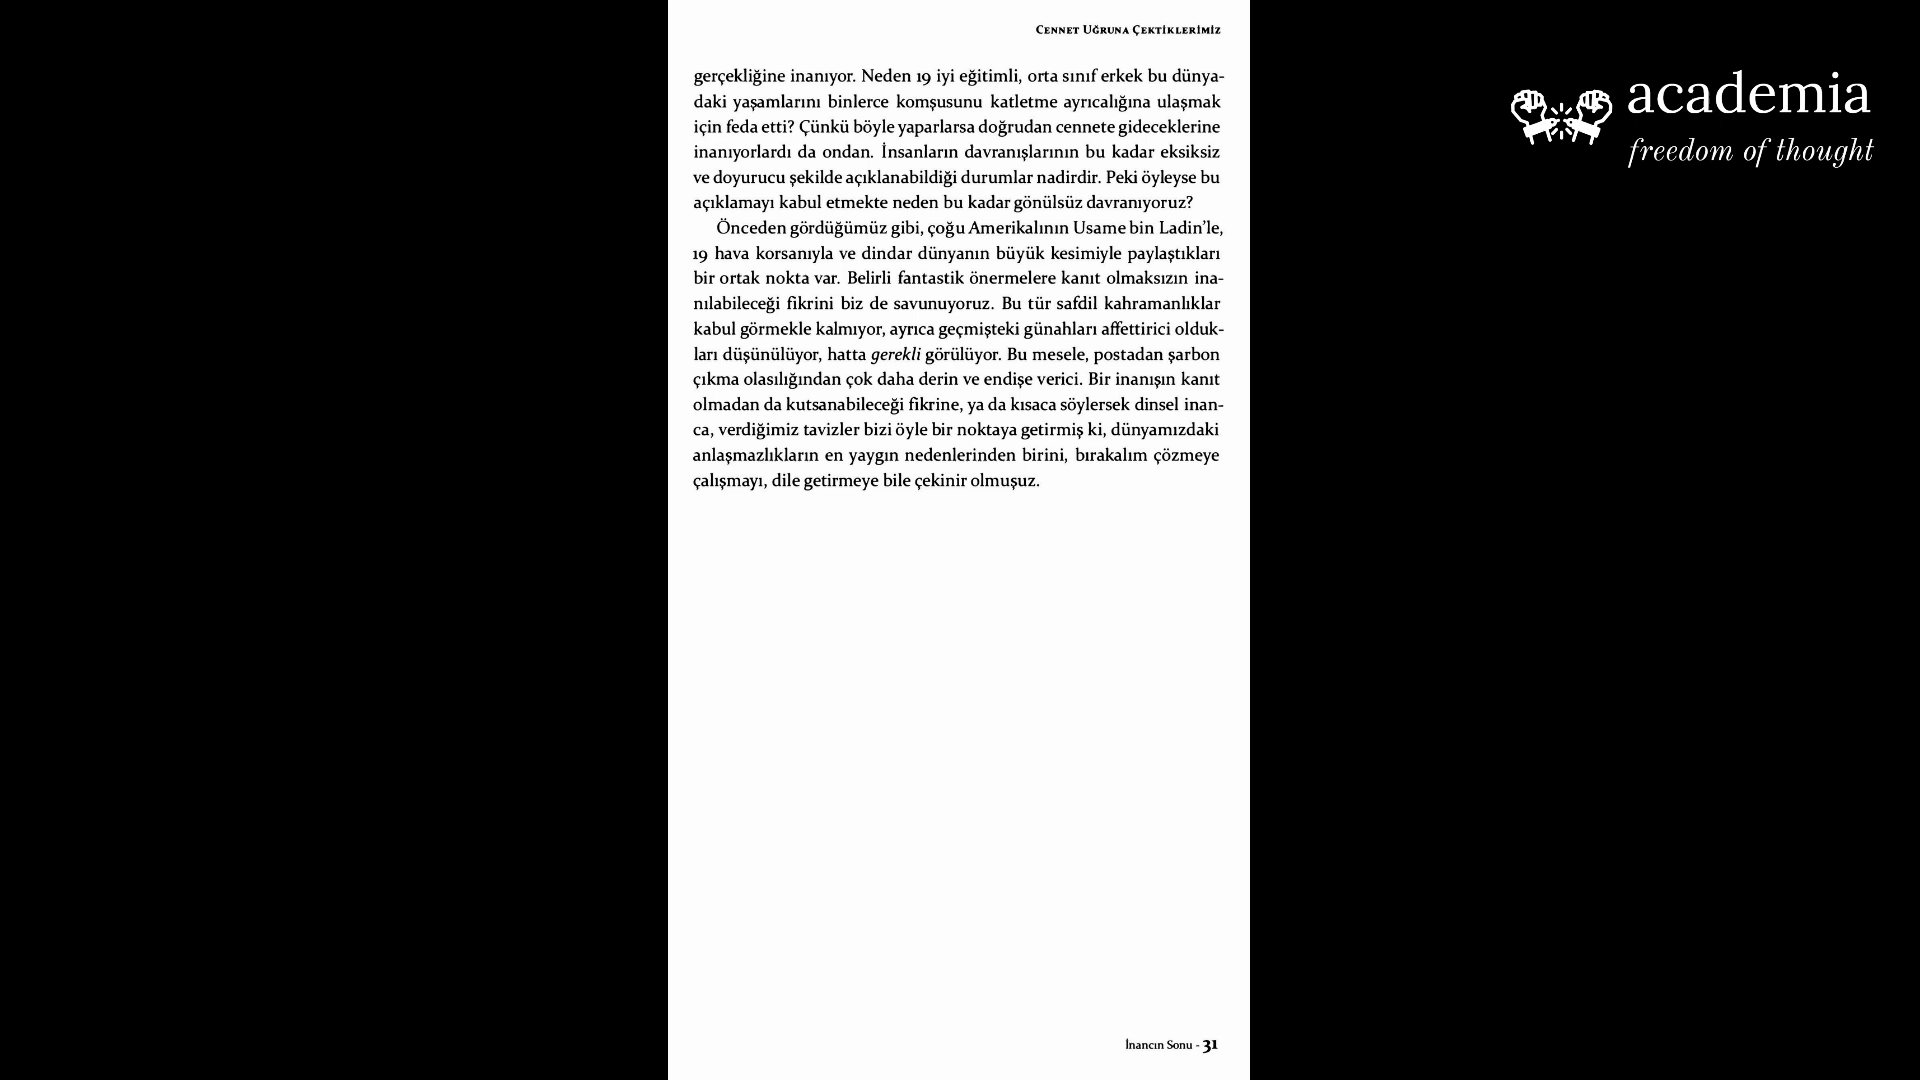 Cennet Uğruna Çektiklerimiz
gerçekliğine inanıyor. Neden 19 iyi eğitimli, orta sınıf erkek bu dünya-
daki yaşamlarını binlerce komşusunu katletme ayrıcalığına ulaşmak
için feda etti? Çünkü böyle yaparlarsa doğrudan cennete gideceklerine
inanıyorlardı da ondan. İnsanların davranışlarının bu kadar eksiksiz
ve doyurucu şekilde açıklanabildiği durumlar nadirdir. Peki öyleyse bu
açıklamayı kabul etmekte neden bu kadar gönülsüz davranıyoruz?
Önceden gördüğümüz gibi, çoğu Amerikalının Usame bin Ladin’le,
19 hava korsanıyla ve dindar dünyanın büyük kesimiyle paylaştıkları
bir ortak nokta var. Belirli fantastik önermelere kanıt olmaksızın ina-
nılabileceği fikrini biz de savunuyoruz. Bu tür safdil kahramanlıklar
kabul görmekle kalmıyor, ayrıca geçmişteki günahları affettirici olduk-
ları düşünülüyor, hatta gerekli görülüyor. Bu mesele, postadan şarbon
çıkma olasılığından çok daha derin ve endişe verici. Bir inanışın kanıt
olmadan da kutsanabileceği fikrine, ya da kısaca söylersek dinsel inan-
ca, verdiğimiz tavizler bizi öyle bir noktaya getirmiş ki, dünyamızdaki
anlaşmazlıkların en yaygın nedenlerinden birini, bırakalım çözmeye
çalışmayı, dile getirmeye bile çekinir olmuşuz.
İnancın Sonu - 31
academia
freedom of thought